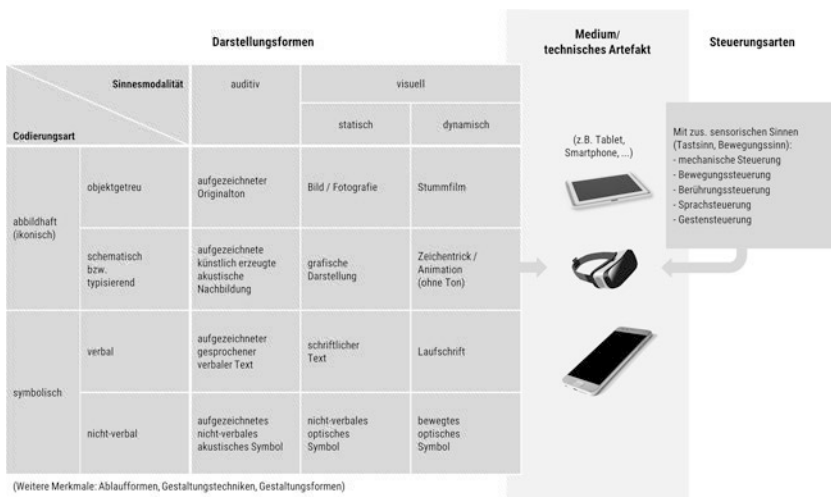 Darstellungsformen
Medium/
technisches Artefakt
Steuerungsarten
Sinnesmodalität
Codierungsart
auditiv
visuell
statisch
dynamisch
abbildhaft
(ikonisch)
objektgetreu
aufgezeichneter
Originalton
Bild / Fotografie
Stummfilm
schematisch
bzw.
typisierend
aufgezeichnete
künstlich erzeugte
akustische
Nachbildung
grafische
Darstellung
Zeichentrick /
Animation
(ohne Ton)
symbolisch
verbal
aufgezeichneter
gesprochener
verbaler Text
schriftlicher
Text
Laufschrift
nicht-verbal
aufgezeichnetes
nicht-verbales
akustisches Symbol
nicht-verbales
optisches
Symbol
bewegtes
optisches
Symbol
(z.B. Tablet,
Smartphone, ...)
Mit zus. sensorischen Sinnen
(Tastsinn, Bewegungssinn):
- mechanische Steuerung
- Bewegungssteuerung
- Berührungssteuerung
- Sprachsteuerung
- Gestensteuerung
(Weitere Merkmale: Ablaufformen, Gestaltungstechniken, Gestaltungsformen)